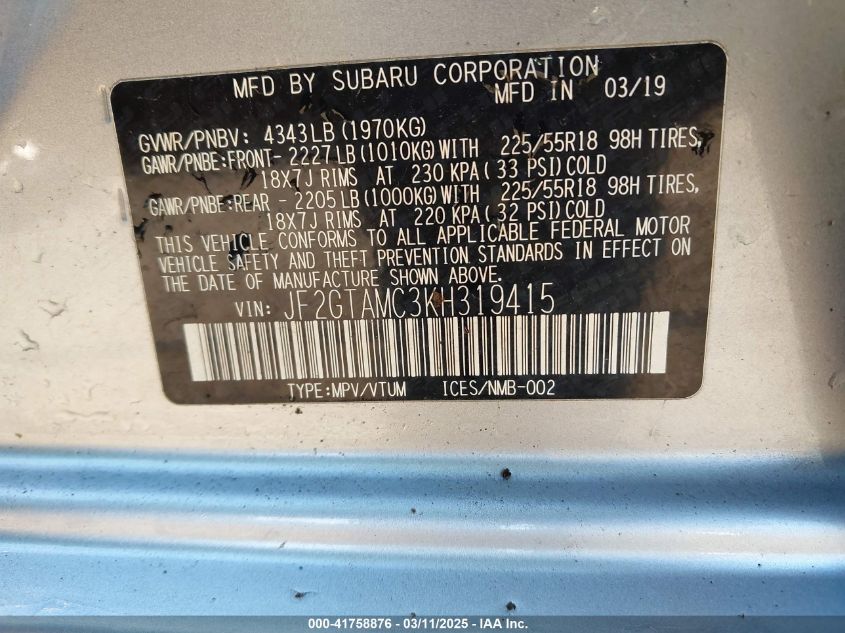 MFD BY SUBARU CORPORATION
MFD IN 03/19
GVWR/PNBV: 4343LB (1970KG)
GAWR/PNBE:FRONT- 2227LB (1010KG) WITH 225/55R18 98H TIRES,
18X7J RIMS AT 230 KPA ( 33 PSI) COLD
GAWR/PNBE:REAR - 2205LB (1000KG) WITH 225/55R18 98H TIRES,
18X7J RIMS AT 220 KPA ( 32 PSI) COLD
THIS VEHICLE CONFORMS TO ALL APPLICABLE FEDERAL MOTOR
VEHICLE SAFETY AND THEFT PREVENTION STANDARDS IN EFFECT ON
THE DATE OF MANUFACTURE SHOWN ABOVE.
VIN: JF2GTAMC3KH319415
TYPE:MPV/VTUM ICES/NMB-002
000-41758876 - 03/11/2025 - IAA Inc.